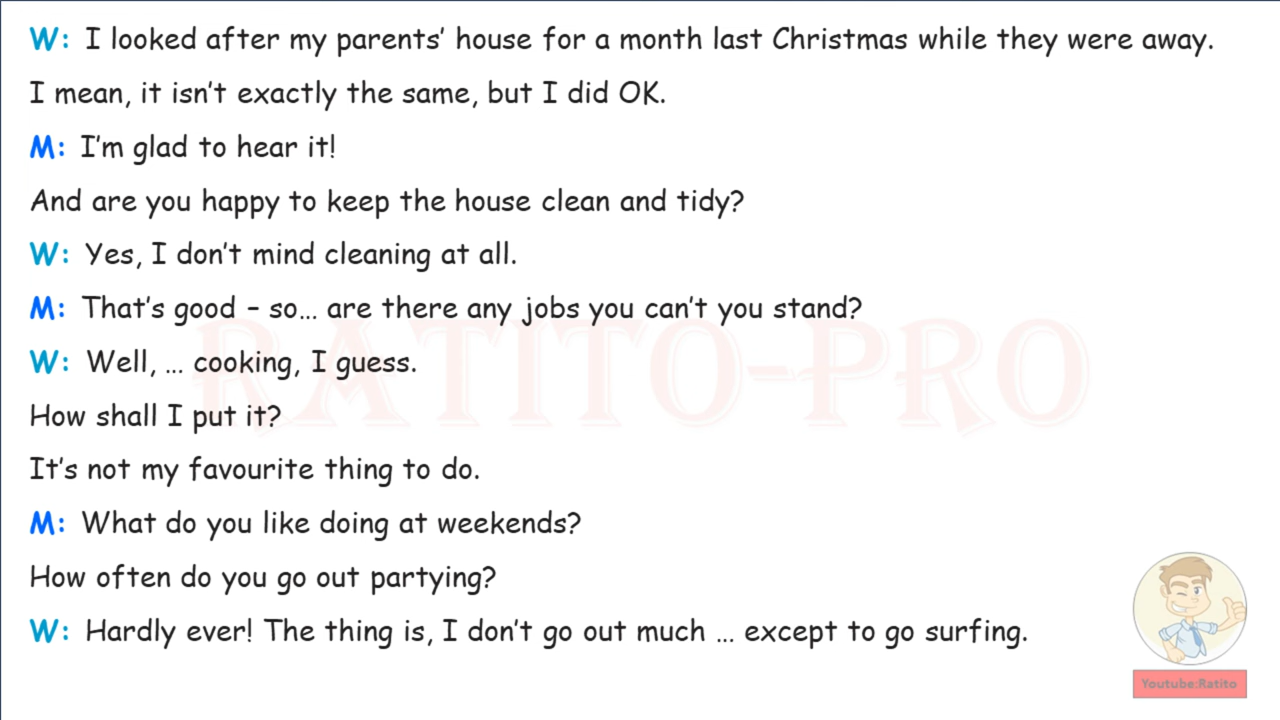 W: I looked after my parents’ house for a month last Christmas while they were away.
I mean, it isn’t exactly the same, but I did OK.
M: I’m glad to hear it!
And are you happy to keep the house clean and tidy?
W: Yes, I don’t mind cleaning at all.
M: That’s good – so... are there any jobs you can’t you stand?
RATITO-PRO
W: Well, ... cooking, I guess.
How shall I put it?
It’s not my favourite thing to do.
M: What do you like doing at weekends?
How often do you go out partying?
W: Hardly ever! The thing is, I don’t go out much ... except to go surfing.
Youtube:Ratito